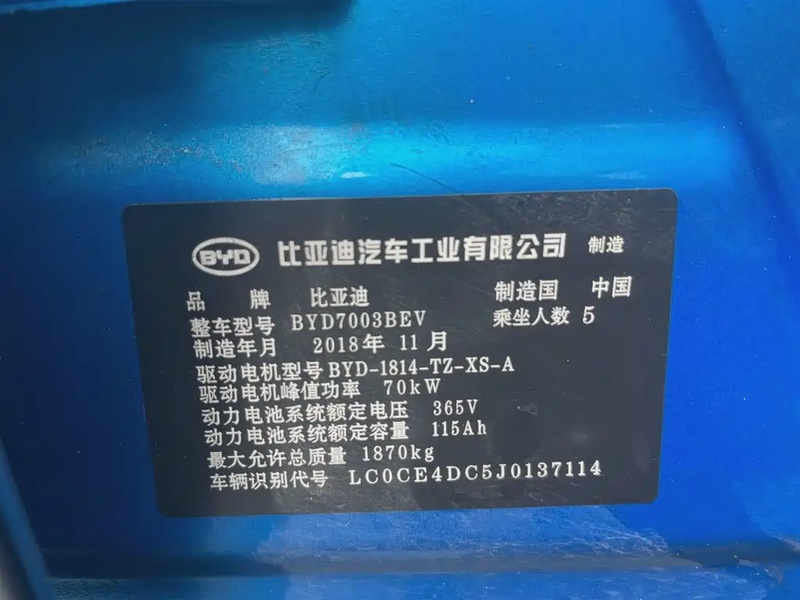 BYD 比亚迪汽车工业有限公司 制造
品 牌 比亚迪 制造国 中国
整车型号 BYD7003BEV 乘坐人数 5
制造年月 2018年 11月
驱动电机型号 BYD-1814-TZ-XS-A
驱动电机峰值功率 70kW
动力电池系统额定电压 365V
动力电池系统额定容量 115Ah
最大允许总质量 1870kg
车辆识别代号 LC0CE4DC5J0137114